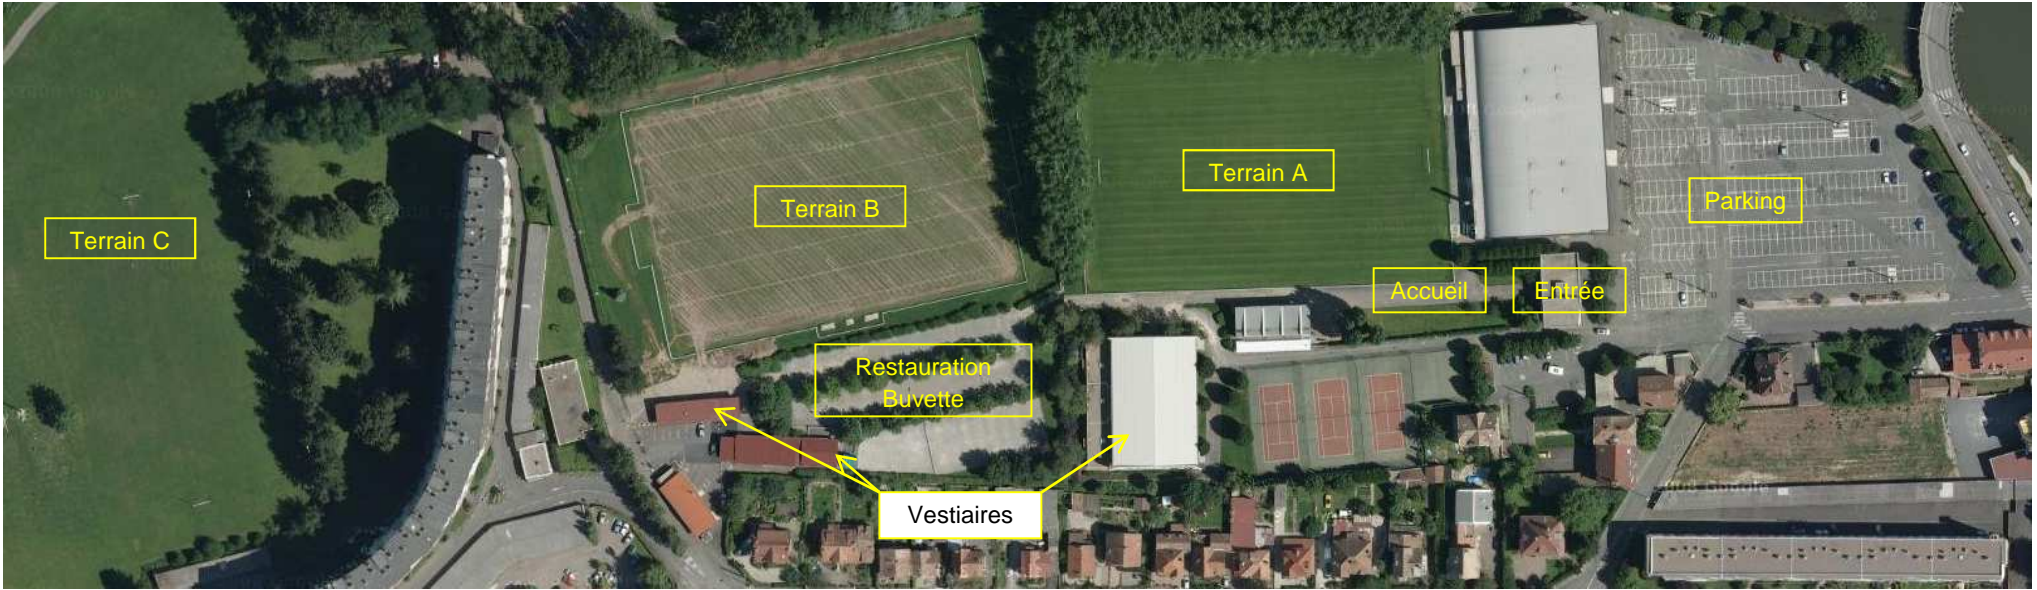 Terrain A
Terrain B
Parking
Terrain C
Accueil
Entrée
Restauration
Buvette
Vestiaires